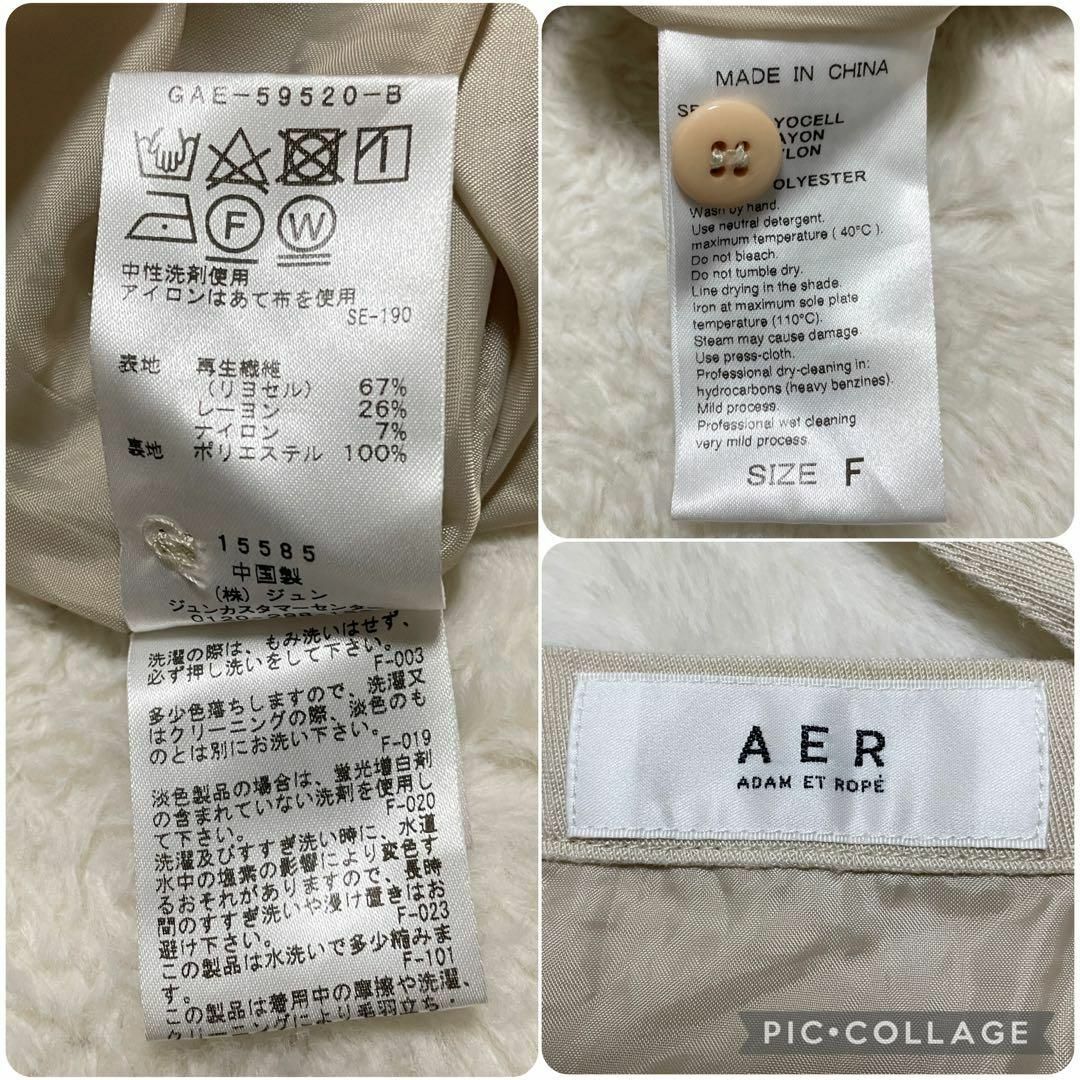 GAE-59520-B
F W
中性洗剤使用
アイロンはあて布を使用
SE-190
表地 再生繊維
(リヨセル) 67%
レーヨン 26%
ナイロン 7%
裏地 ポリエステル 100%
15585
中国製
(株) ジュン
ジュンカスタマーセンター
洗濯の際は、もみ洗いはせず、
必ず押し洗いをして下さい。
F-003
多少色落ちしますので、洗濯又
はクリーニングの際、淡色のも
のとは別にお洗い下さい。
F-019
淡色製品の場合は、蛍光増白剤
の含まれていない洗剤を使用し
て下さい。
F-020
洗濯及びすすぎ洗い時に、水道
水中の塩素の影響により変色す
るおそれがありますので、長時
間のすすぎ洗いや浸け置きはお
避け下さい。
F-023
この製品は水洗いで多少縮みま
す。
F-101
この製品は着用中の摩擦や洗濯、
クリーニングにより毛羽立ち・
MADE IN CHINA
Wash by hand.
Use neutral detergent.
maximum temperature ( 40°C ).
Do not bleach.
Do not tumble dry.
Line drying in the shade.
Iron at maximum sole plate
temperature (110°C).
Steam may cause damage.
Use press-cloth.
Professional dry-cleaning in:
hydrocarbons (heavy benzines).
Mild process.
Professional wet cleaning
very mild process.
SIZE F
AER
ADAM ET ROPÉ
PIC•COLLAGE